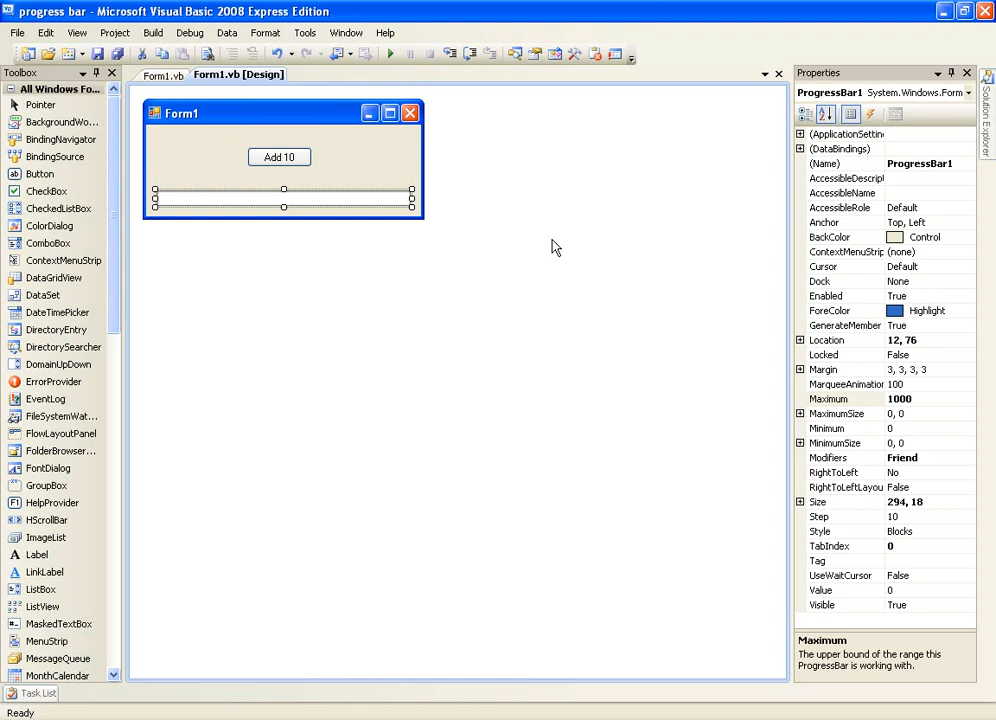 progress bar - Microsoft Visual Basic 2008 Express Edition
File Edit View Project Build Debug Data Format Tools Window Help
Toolbox
All Windows Fo...
Pointer
BackgroundWo...
BindingNavigator
BindingSource
Button
CheckBox
CheckedListBox
ColorDialog
ComboBox
ContextMenuStrip
DataGridView
DataSet
DateTimePicker
DirectoryEntry
DirectorySearcher
DomainUpDown
ErrorProvider
EventLog
FileSystemWat...
FlowLayoutPanel
FolderBrowser...
FontDialog
GroupBox
HelpProvider
HScrollBar
ImageList
Label
LinkLabel
ListBox
ListView
MaskedTextBox
MenuStrip
MessageQueue
MonthCalendar
Form1.vb Form1.vb [Design]
Form1
Add 10
Properties
ProgressBar1 System.Windows.Form
(ApplicationSettin
(DataBindings)
(Name) ProgressBar1
AccessibleDescript
AccessibleName
AccessibleRole Default
Anchor Top, Left
BackColor Control
ContextMenuStrip (none)
Cursor Default
Dock None
Enabled True
ForeColor Highlight
GenerateMember True
Location 12, 76
Locked False
Margin 3, 3, 3, 3
MarqueeAnimation 100
Maximum 1000
MaximumSize 0, 0
Minimum 0
MinimumSize 0, 0
Modifiers Friend
RightToLeft No
RightToLeftLayou False
Size 294, 18
Step 10
Style Blocks
TabIndex 0
Tag
UseWaitCursor False
Value 0
Visible True
Maximum
The upper bound of the range this
ProgressBar is working with.
Solution Explorer
Task List
Ready